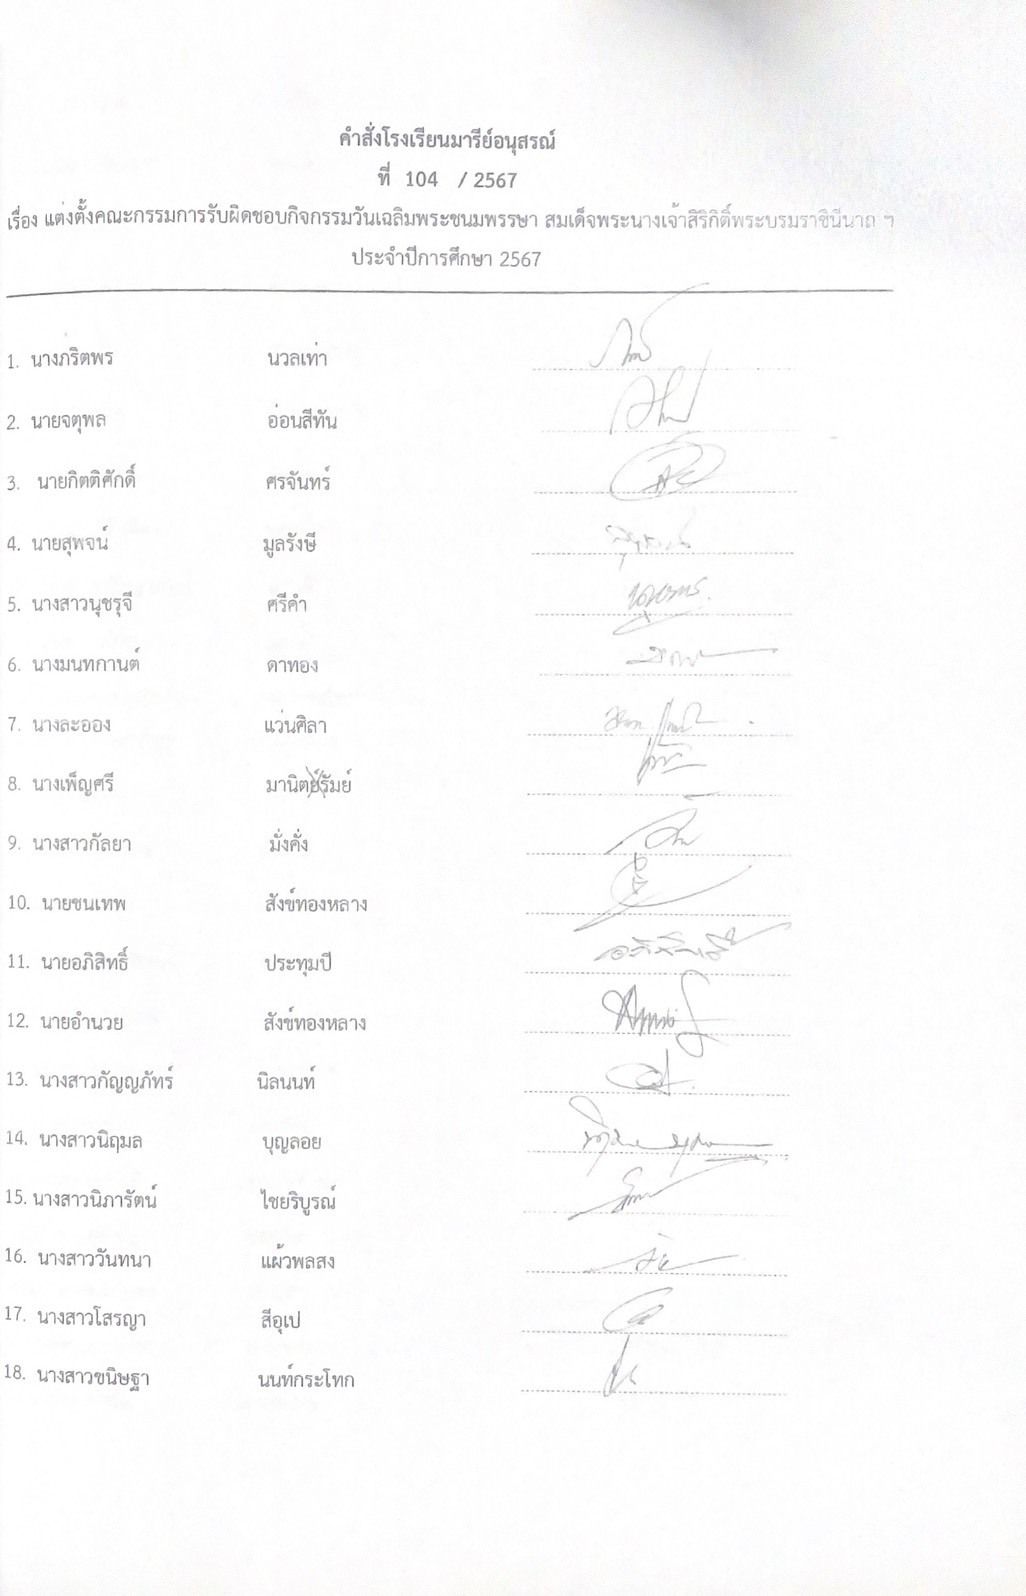 คำสั่งโรงเรียนมารีย์อนุสรณ์
ที่ 104 / 2567
เรื่อง แต่งตั้งคณะกรรมการรับผิดชอบกิจกรรมวันเฉลิมพระชนมพรรษา สมเด็จพระนางเจ้าสิริกิติ์พระบรมราชินีนาถ ฯ
ประจำปีการศึกษา 2567
1. นางภริตพร นวลเท่า
2. นายจตุพล อ่อนสีทัน
3. นายกิตติศักดิ์ ศรจันทร์
4. นายสุพจน์ มูลรังษี
5. นางสาวนุชรุจี ศรีคำ
6. นางมนทกานต์ ดาทอง
7. นางละออง แว่นศิลา
8. นางเพ็ญศรี มานิตย์รัมย์
9. นางสาวกัลยา มั่งคั่ง
10. นายชนเทพ สังข์ทองหลาง
11. นายอภิสิทธิ์ ประทุมปี
12. นายอำนวย สังข์ทองหลาง
13. นางสาวกัญญภัทร์ นิลนนท์
14. นางสาวนิฤมล บุญลอย
15. นางสาวนิภารัตน์ ไชยริบูรณ์
16. นางสาววันทนา แผ้วพลสง
17. นางสาวโสรญา สีอุเป
18. นางสาวขนิษฐา นนท์กระโทก